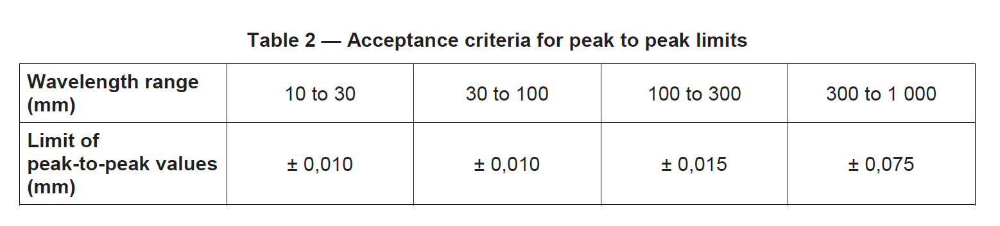 Table 2 — Acceptance criteria for peak to peak limits
Wavelength range
(mm)
10 to 30
30 to 100
100 to 300
300 to 1 000
Limit of
peak-to-peak values
(mm)
± 0,010
± 0,010
± 0,015
± 0,075